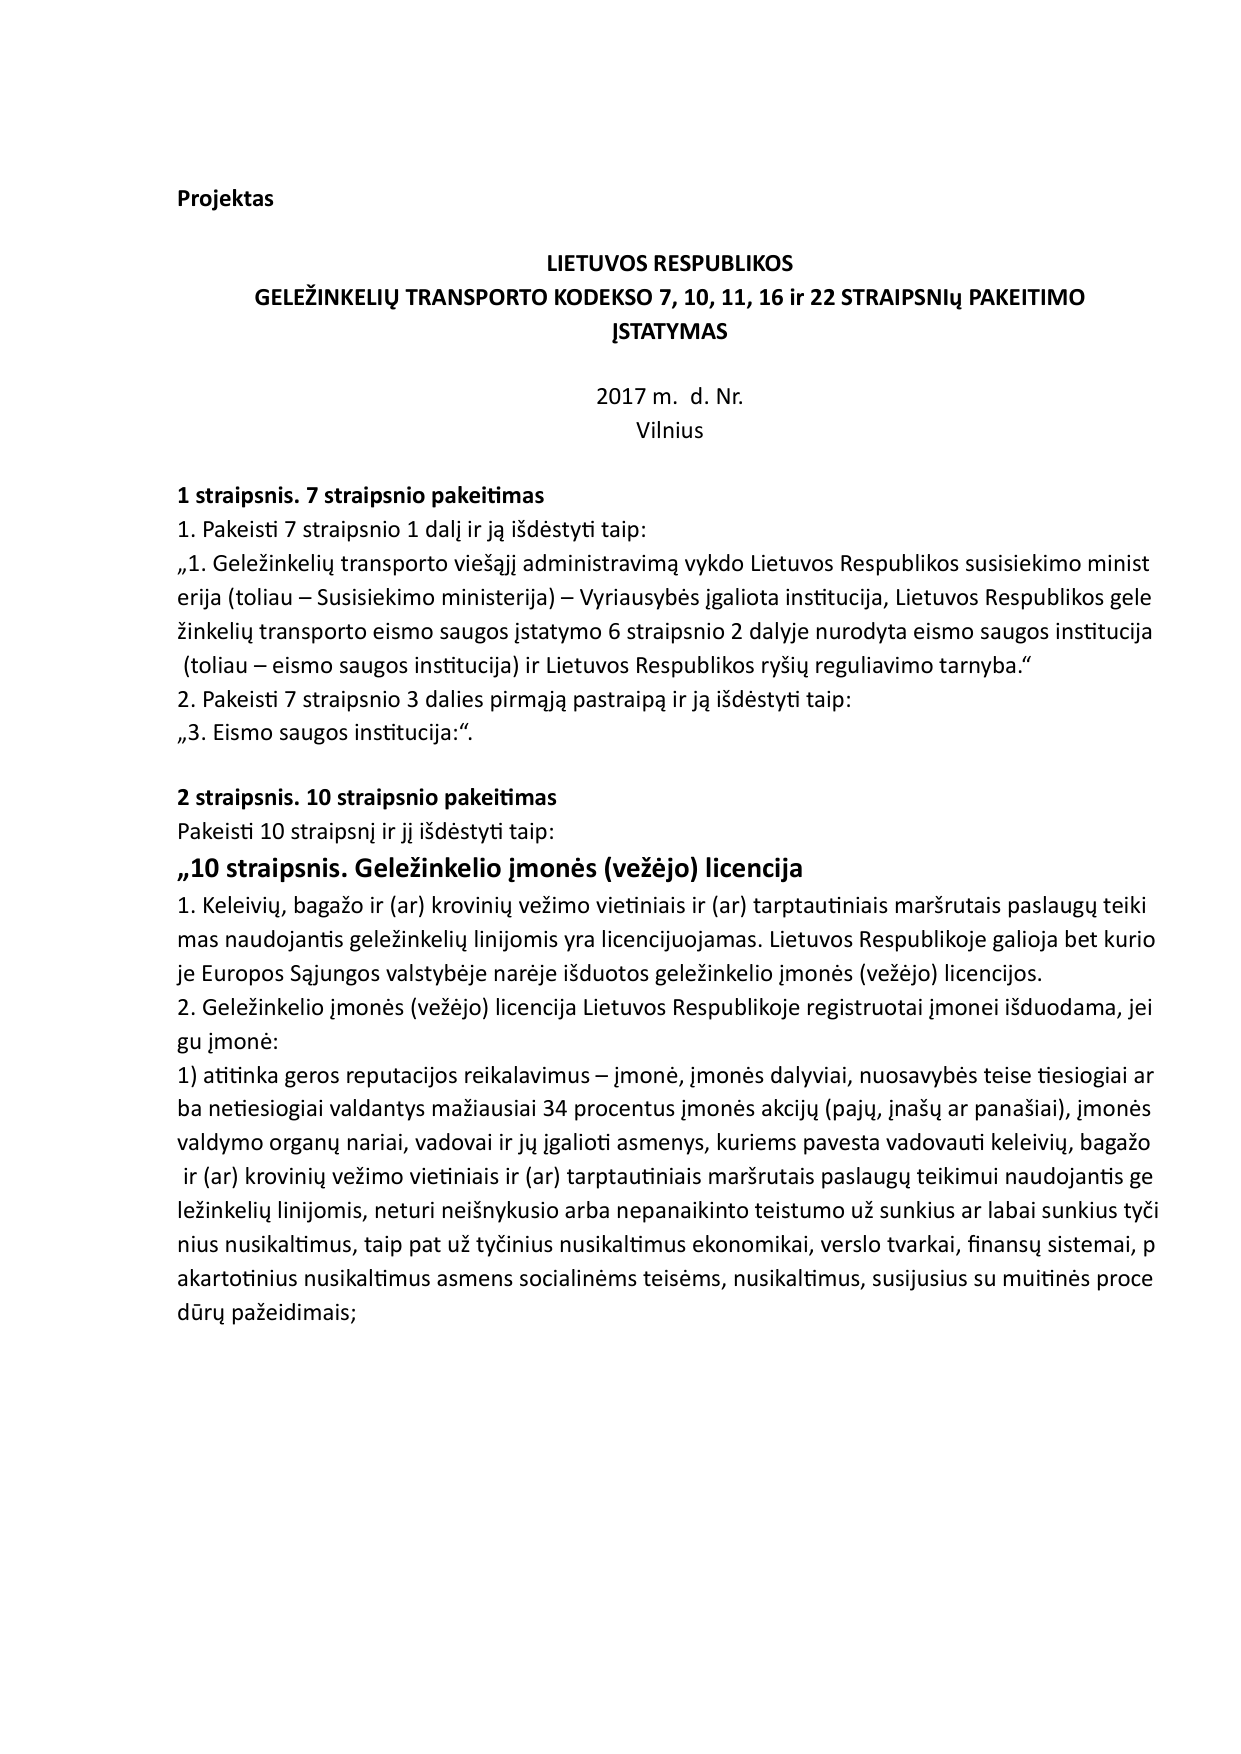 Projektas
LIETUVOS RESPUBLIKOS
GELEŽINKELIŲ TRANSPORTO KODEKSO 7, 10, 11, 16 ir 22 STRAIPSNIų PAKEITIMO
ĮSTATYMAS
2017 m.  d. Nr.
Vilnius
1 straipsnis. 7 straipsnio pakeitimas
1. Pakeisti 7 straipsnio 1 dalį ir ją išdėstyti taip:
„1. Geležinkelių transporto viešąjį administravimą vykdo Lietuvos Respublikos susisiekimo minist
erija (toliau – Susisiekimo ministerija) – Vyriausybės įgaliota institucija, Lietuvos Respublikos gele
žinkelių transporto eismo saugos įstatymo 6 straipsnio 2 dalyje nurodyta eismo saugos institucija
(toliau – eismo saugos institucija) ir Lietuvos Respublikos ryšių reguliavimo tarnyba.“
2. Pakeisti 7 straipsnio 3 dalies pirmąją pastraipą ir ją išdėstyti taip:
„3. Eismo saugos institucija:“.
2 straipsnis. 10 straipsnio pakeitimas
Pakeisti 10 straipsnį ir jį išdėstyti taip:
„10 straipsnis. Geležinkelio įmonės (vežėjo) licencija
1. Keleivių, bagažo ir (ar) krovinių vežimo vietiniais ir (ar) tarptautiniais maršrutais paslaugų teiki
mas naudojantis geležinkelių linijomis yra licencijuojamas. Lietuvos Respublikoje galioja bet kurio
je Europos Sąjungos valstybėje narėje išduotos geležinkelio įmonės (vežėjo) licencijos.
2. Geležinkelio įmonės (vežėjo) licencija Lietuvos Respublikoje registruotai įmonei išduodama, jei
gu įmonė:
1) atitinka geros reputacijos reikalavimus – įmonė, įmonės dalyviai, nuosavybės teise tiesiogiai ar
ba netiesiogiai valdantys mažiausiai 34 procentus įmonės akcijų (pajų, įnašų ar panašiai), įmonės
valdymo organų nariai, vadovai ir jų įgalioti asmenys, kuriems pavesta vadovauti keleivių, bagažo
ir (ar) krovinių vežimo vietiniais ir (ar) tarptautiniais maršrutais paslaugų teikimui naudojantis ge
ležinkelių linijomis, neturi neišnykusio arba nepanaikinto teistumo už sunkius ar labai sunkius tyči
nius nusikaltimus, taip pat už tyčinius nusikaltimus ekonomikai, verslo tvarkai, finansų sistemai, p
akartotinius nusikaltimus asmens socialinėms teisėms, nusikaltimus, susijusius su muitinės proce
dūrų pažeidimais;